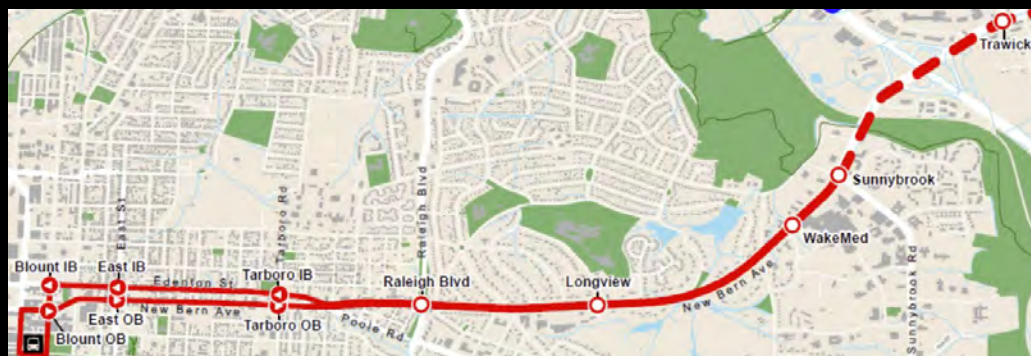 Trawick
Sunnybrook
WakeMed
Sunnybrook Rd
New Bern Ave
Longview
Raleigh Blvd
Raleigh Blvd
Tarboro Rd
East St
Blount IB
East IB
Tarboro IB
Edenton St
New Bern Ave
East OB
Tarboro OB
Poole Rd
Blount OB